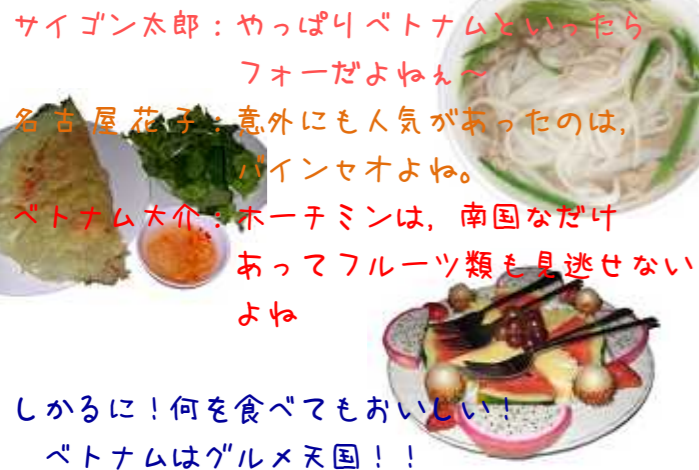 サイゴン太郎：やっぱりベトナムといったら
フォーだよねぇ～
名古屋花子：意外にも人気があったのは，
バインセオよね。
ベトナム大介：ホーチミンは，南国なだけ
あってフルーツ類も見逃せない
よね
しかるに！何を食べてもおいしい！
ベトナムはグルメ天国！！